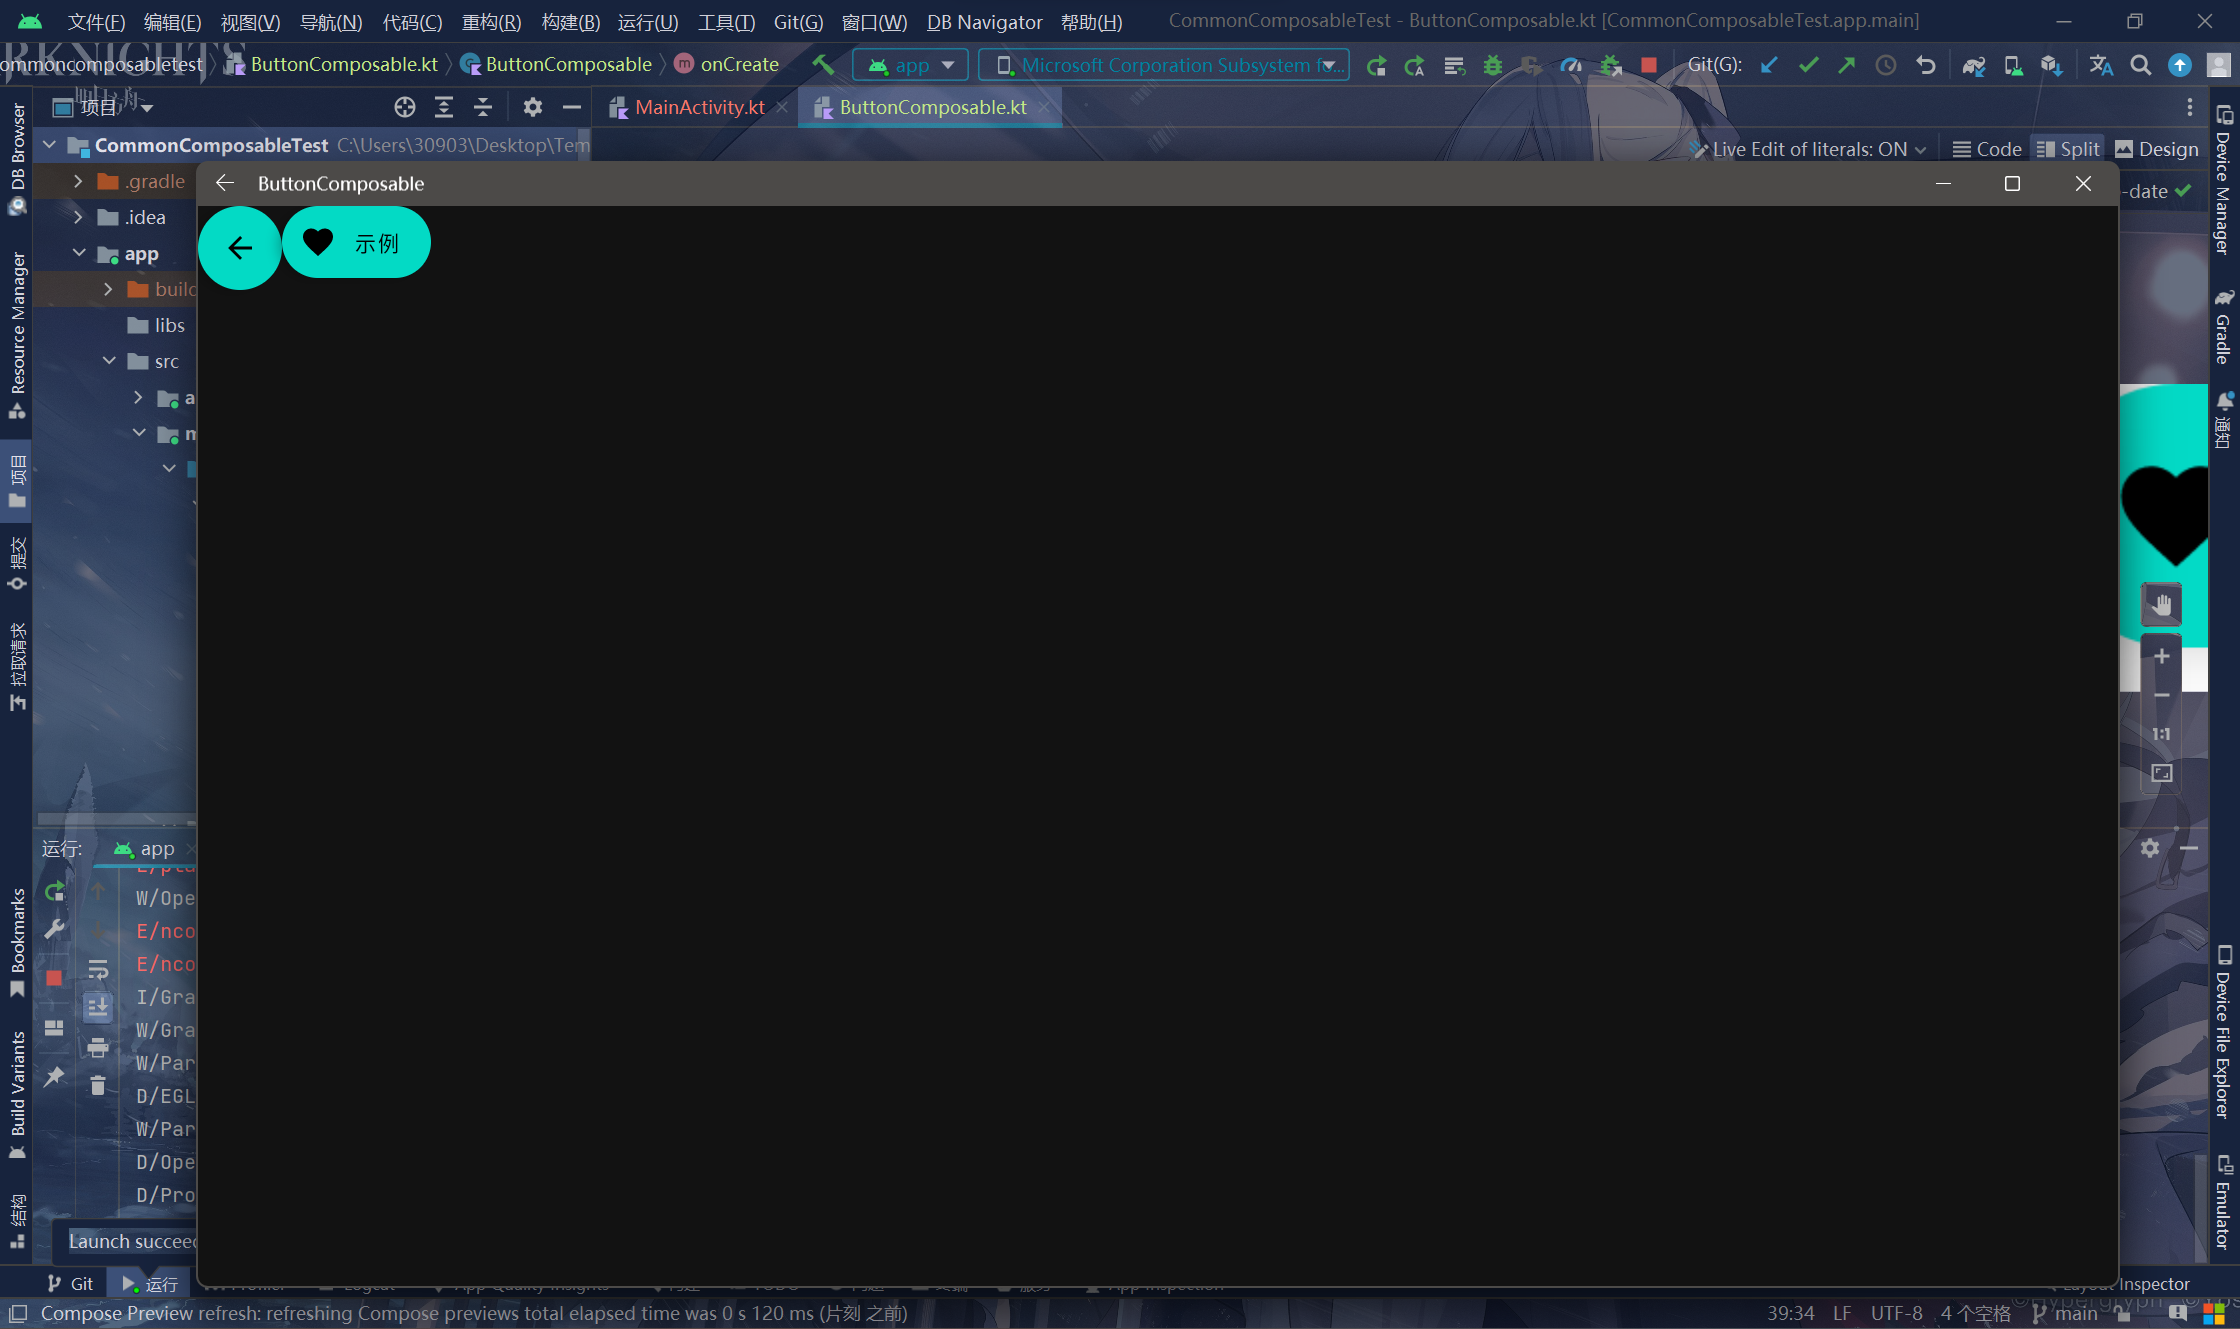 文件(F) 编辑(E) 视图(V) 导航(N) 代码(C) 重构(R) 构建(B) 运行(U) 工具(T) Git(G) 窗口(W) DB Navigator 帮助(H) CommonComposableTest - ButtonComposable.kt [CommonComposableTest.app.main]
ommoncomposabletest ButtonComposable.kt ButtonComposable onCreate app Microsoft Corporation Subsystem fo... Git(G):
RKNIGHTS
项目 MainActivity.kt ButtonComposable.kt
CommonComposableTest C:\Users\30903\Desktop\Tem
Live Edit of literals: ON Code Split Design
.gradle
ButtonComposable
-date
.idea
示例
app
build
libs
src
a
m
1:1
运行: app
W/Ope
E/nco
E/nco
I/Gra
W/Gra
W/Par
D/EGL
W/Par
D/Ope
D/Pro
Launch succeed
Git 运行 Inspector
Compose Preview refresh: refreshing Compose previews total elapsed time was 0 s 120 ms (片刻 之前)
39:34 LF UTF-8 4 个空格 main
DB Browser
Resource Manager
项目
提交
拉取请求
Bookmarks
Build Variants
结构
Device Manager
Gradle
通知
Device File Explorer
Emulator